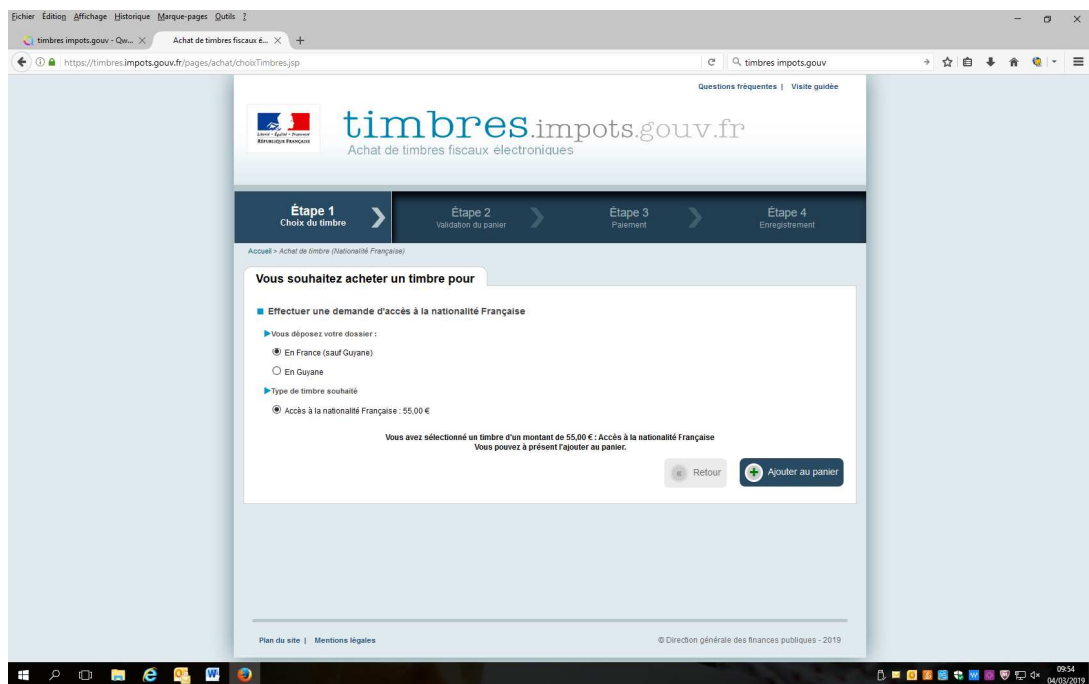 Fichier Édition Affichage Historique Marque-pages Outils ?
timbres impots.gouv - Qw... Achat de timbres fiscaux é...
https://timbres.impots.gouv.fr/pages/achat/choixTimbres.jsp
timbres impots.gouv
Questions fréquentes | Visite guidée
Liberté • Égalité • Fraternité
RÉPUBLIQUE FRANÇAISE
timbres.impots.gouv.fr
Achat de timbres fiscaux électroniques
Étape 1 Étape 2 Étape 3 Étape 4
Choix du timbre Validation du panier Paiement Enregistrement
Accueil > Achat de timbre (Nationalité Française)
Vous souhaitez acheter un timbre pour
Effectuer une demande d'accès à la nationalité Française
Vous déposez votre dossier :
En France (sauf Guyane)
En Guyane
Type de timbre souhaité
Accès à la nationalité Française : 55,00 €
Vous avez sélectionné un timbre d'un montant de 55,00 € : Accès à la nationalité Française
Vous pouvez à présent l'ajouter au panier.
Retour Ajouter au panier
Plan du site | Mentions légales © Direction générale des finances publiques - 2019
09:54
04/03/2019